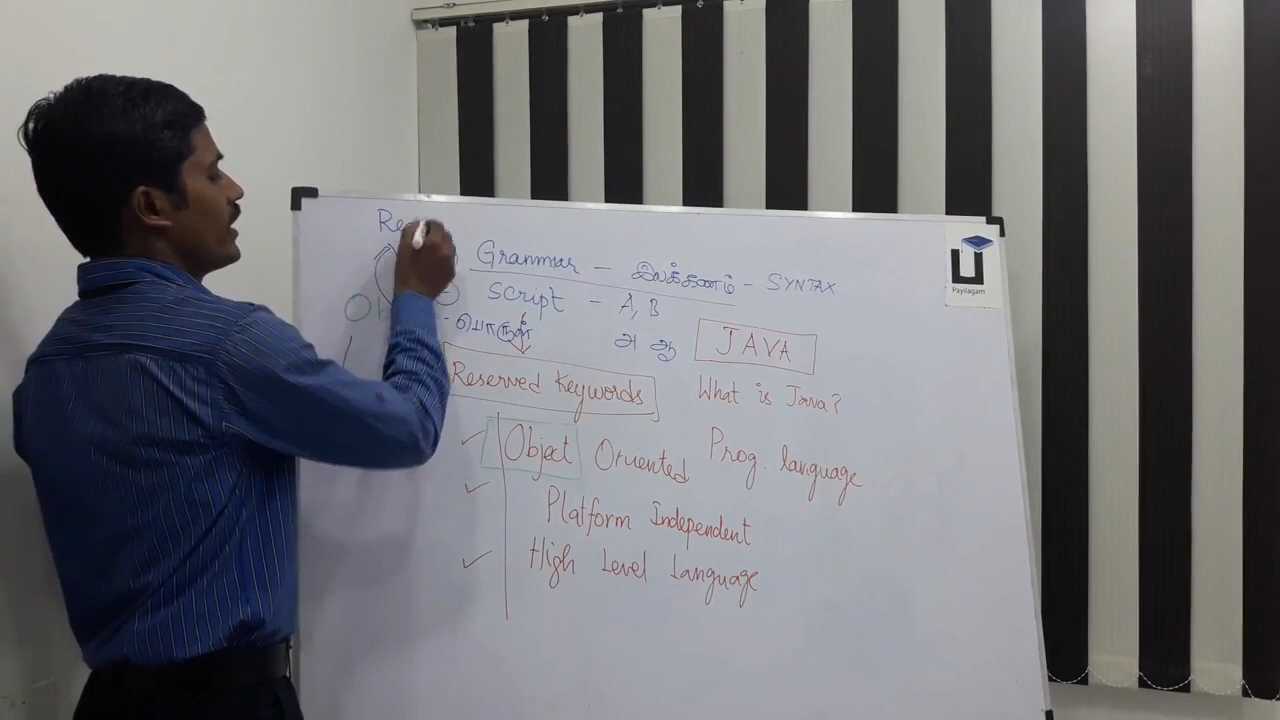 Re
Grammar – இலக்கணம் – SYNTAX
Script – A, B
- பொருள்
அ ஆ
JAVA
Reserved Keywords
What is Java?
Object Oriented Prog. language
Platform Independent
High Level Language
Payilagam